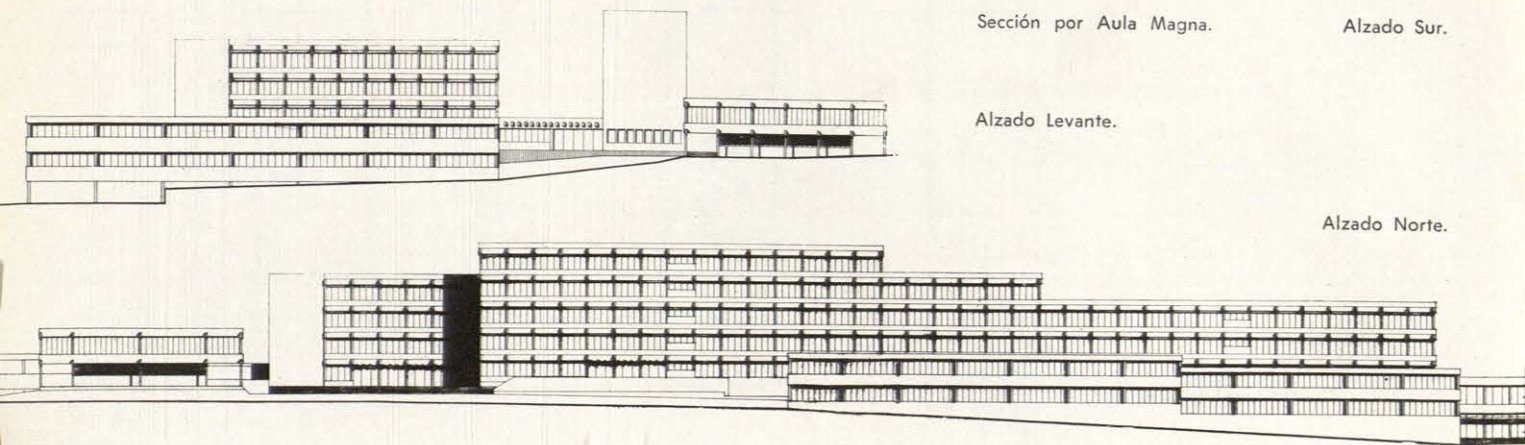 Sección por Aula Magna.
Alzado Sur.
Alzado Levante.
Alzado Norte.